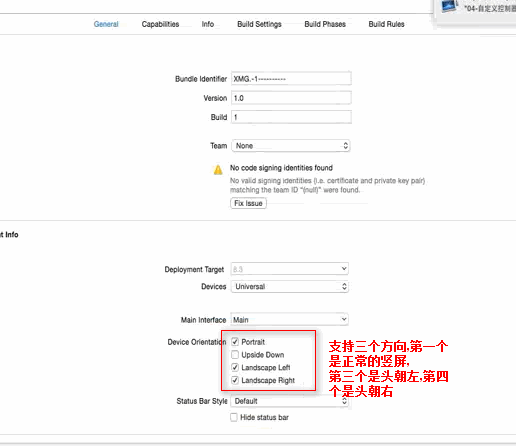 "04-自定义控制器
General Capabilities Info Build Settings Build Phases Build Rules
Bundle Identifier XMG.-1----------
Version 1.0
Build 1
Team None
No code signing identities found
No valid signing identities (i.e. certificate and private key pair)
matching the team ID "(null)" were found.
Fix Issue
nt Info
Deployment Target 8.3
Devices Universal
Main Interface Main
Device Orientation Portrait
Upside Down
Landscape Left
Landscape Right
支持三个方向,第一个
是正常的竖屏,
第三个是头朝左,第四
个是头朝右
Status Bar Style Default
Hide status bar